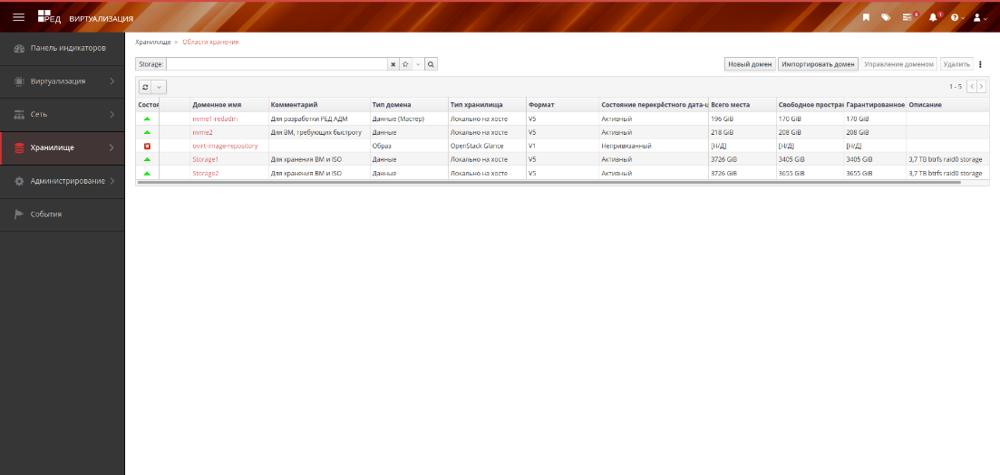 РЕД ВИРТУАЛИЗАЦИЯ
Панель индикаторов
Виртуализация
Сеть
Хранилище
Администрирование
События
Хранилище » Области хранения
Storage:
Новый домен Импортировать домен Управление доменом Удалить
1 - 5
Состоя Доменное имя Комментарий Тип домена Тип хранилища Формат Состояние перекрёстного дата-ц Всего места Свободное простран Гарантированное Описание
nvme1-redadm Для разработки РЕД АДМ Данные (Мастер) Локально на хосте V5 Активный 196 GiB 170 GiB 170 GiB
nvme2 Для ВМ, требующих быстроту Данные Локально на хосте V5 Активный 218 GiB 208 GiB 208 GiB
ovirt-image-repository Образ OpenStack Glance V1 Непривязанный [Н/Д] [Н/Д] [Н/Д]
Storage1 Для хранения ВМ и ISO Данные Локально на хосте V5 Активный 3726 GiB 3405 GiB 3405 GiB 3,7 TB btrfs raid0 storage
Storage2 Для хранения ВМ и ISO Данные Локально на хосте V5 Активный 3726 GiB 3655 GiB 3655 GiB 3,7 TB btrfs raid0 storage